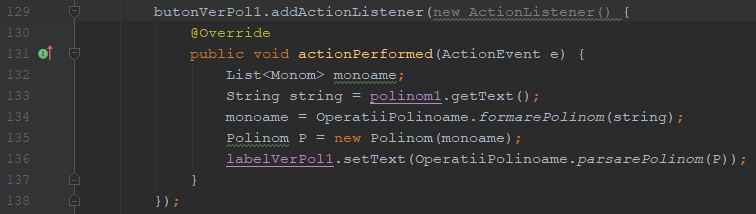 129 butonVerPol1.addActionListener(new ActionListener() {
130 @Override
131 public void actionPerformed(ActionEvent e) {
132 List<Monom> monoame;
133 String string = polinom1.getText();
134 monoame = OperatiiPolinoame.formarePolinom(string);
135 Polinom P = new Polinom(monoame);
136 labelVerPol1.setText(OperatiiPolinoame.parsarePolinom(P));
137 }
138 });